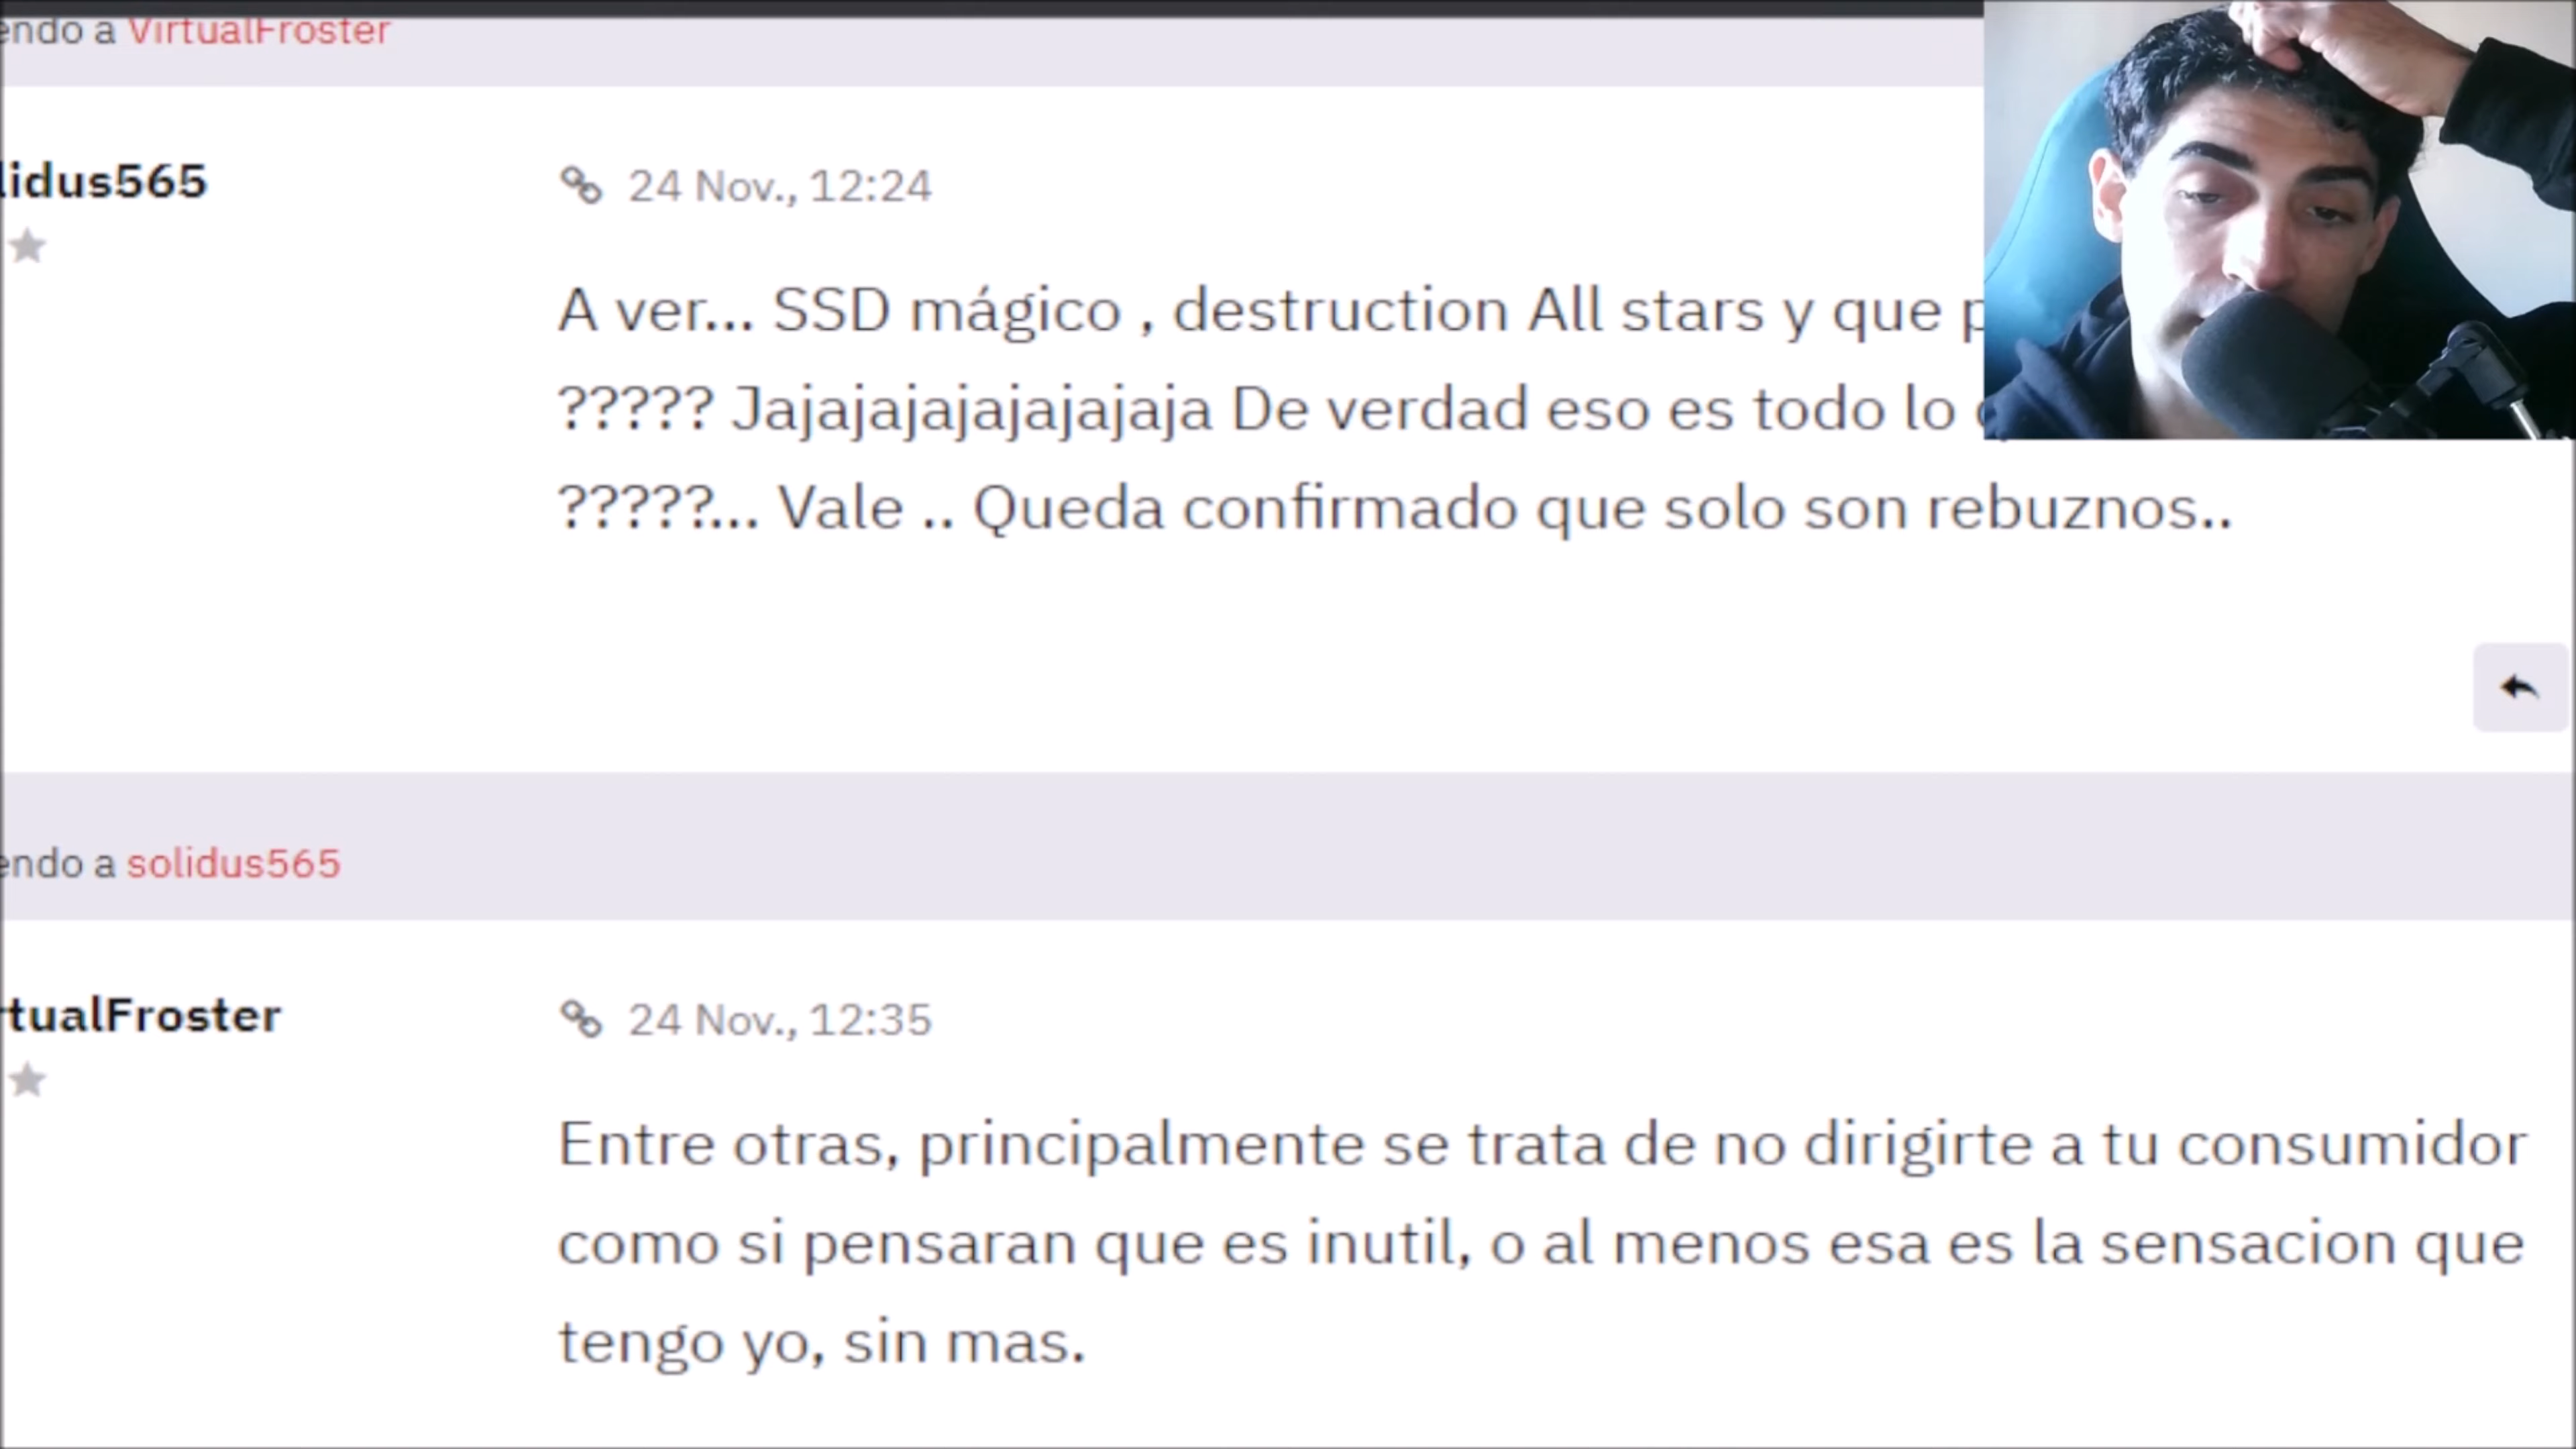 endo a VirtualFroster
lidus565
24 Nov., 12:24
A ver... SSD mágico , destruction All stars y que
????? Jajajajajajajajaja De verdad eso es todo lo
?????... Vale .. Queda confirmado que solo son rebuznos..
endo a solidus565
rtualFroster
24 Nov., 12:35
Entre otras, principalmente se trata de no dirigirte a tu consumidor
como si pensaran que es inutil, o al menos esa es la sensacion que
tengo yo, sin mas.